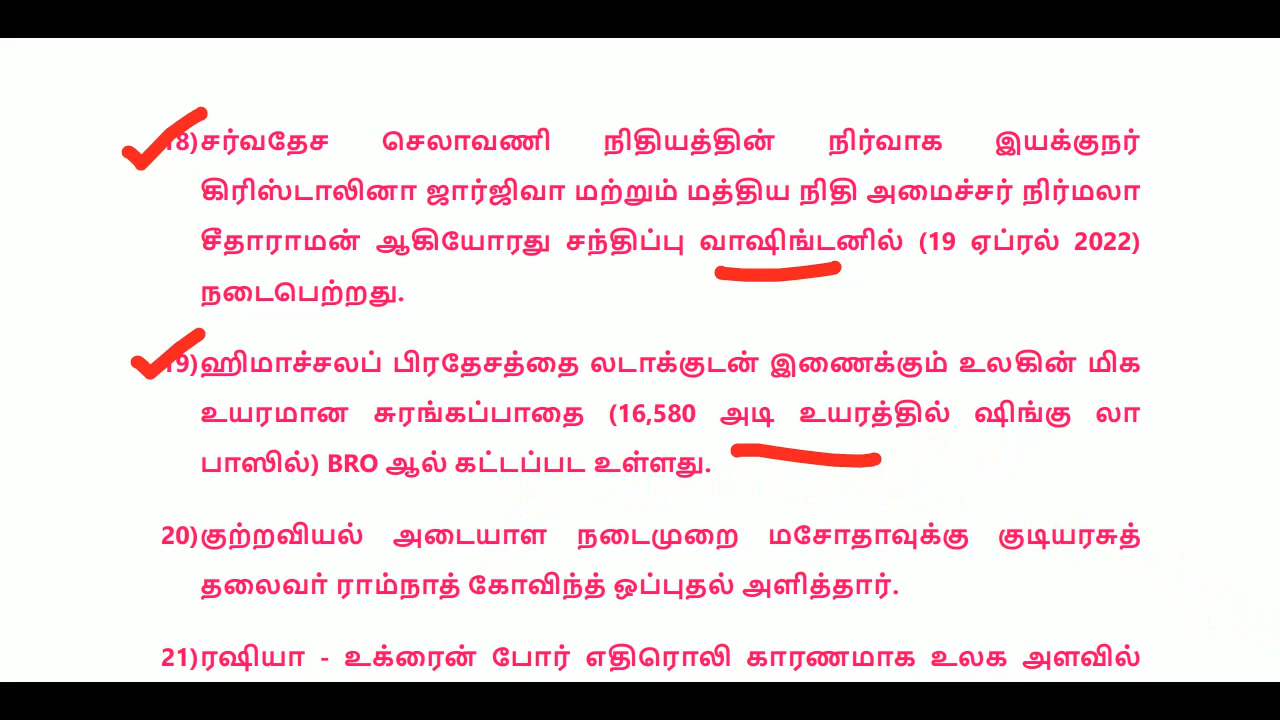 18)சர்வதேச செலாவணி நிதியத்தின் நிர்வாக இயக்குநர்
கிரிஸ்டாலினா ஜார்ஜிவா மற்றும் மத்திய நிதி அமைச்சர் நிர்மலா
சீதாராமன் ஆகியோரது சந்திப்பு வாஷிங்டனில் (19 ஏப்ரல் 2022)
நடைபெற்றது.
19)ஹிமாச்சலப் பிரதேசத்தை லடாக்குடன் இணைக்கும் உலகின் மிக
உயரமான சுரங்கப்பாதை (16,580 அடி உயரத்தில் ஷிங்கு லா
பாஸில்) BRO ஆல் கட்டப்பட உள்ளது.
20)குற்றவியல் அடையாள நடைமுறை மசோதாவுக்கு குடியரசுத்
தலைவர் ராம்நாத் கோவிந்த் ஒப்புதல் அளித்தார்.
21)ரஷியா - உக்ரைன் போர் எதிரொலி காரணமாக உலக அளவில்